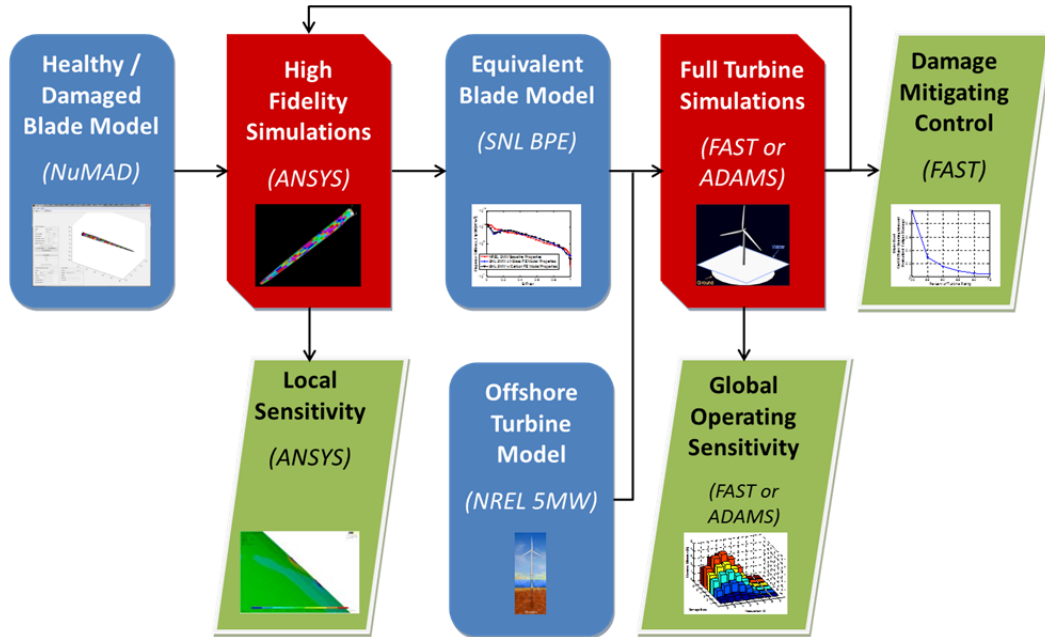 Healthy /
Damaged
Blade Model
(NuMAD)
High
Fidelity
Simulations
(ANSYS)
Equivalent
Blade Model
(SNL BPE)
Full Turbine
Simulations
(FAST or
ADAMS)
Ground
Damage
Mitigating
Control
(FAST)
Local
Sensitivity
(ANSYS)
Offshore
Turbine
Model
(NREL 5MW)
Global
Operating
Sensitivity
(FAST or
ADAMS)